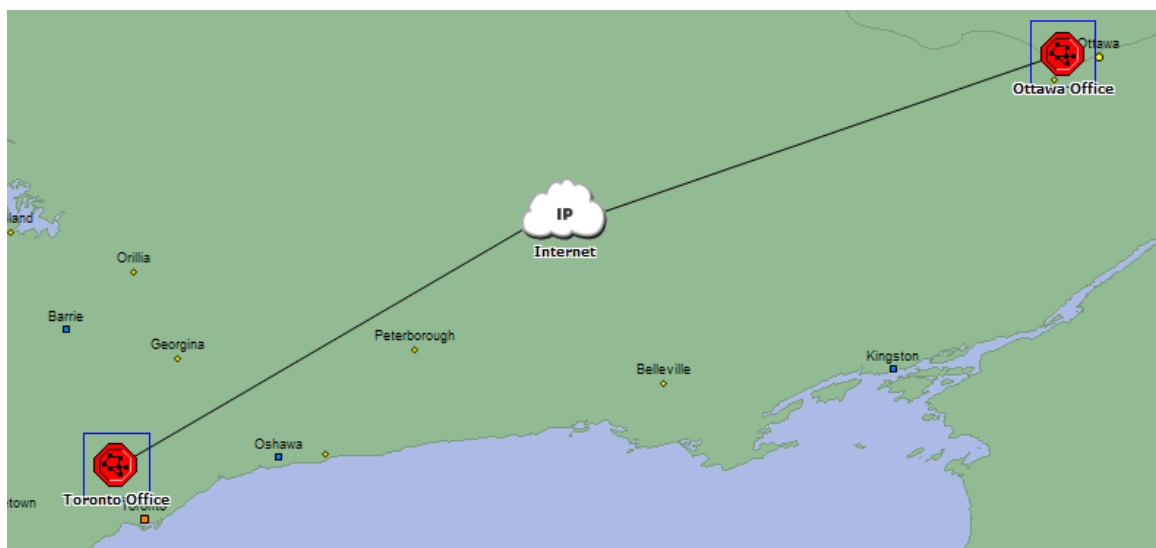 Ottawa
Ottawa Office
IP
Internet
Orillia
Barrie
Georgina
Peterborough
Belleville
Kingston
Oshawa
Toronto Office